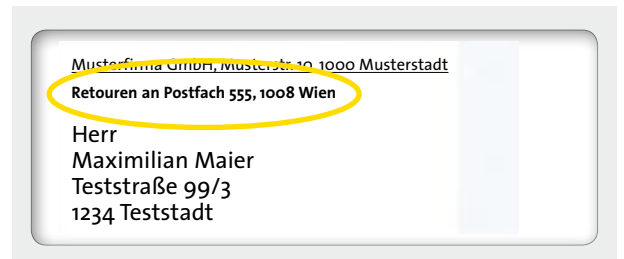 Musterfirma GmbH, Musterstr. 10, 1000 Musterstadt
Retouren an Postfach 555, 1008 Wien
Herr
Maximilian Maier
Teststraße 99/3
1234 Teststadt